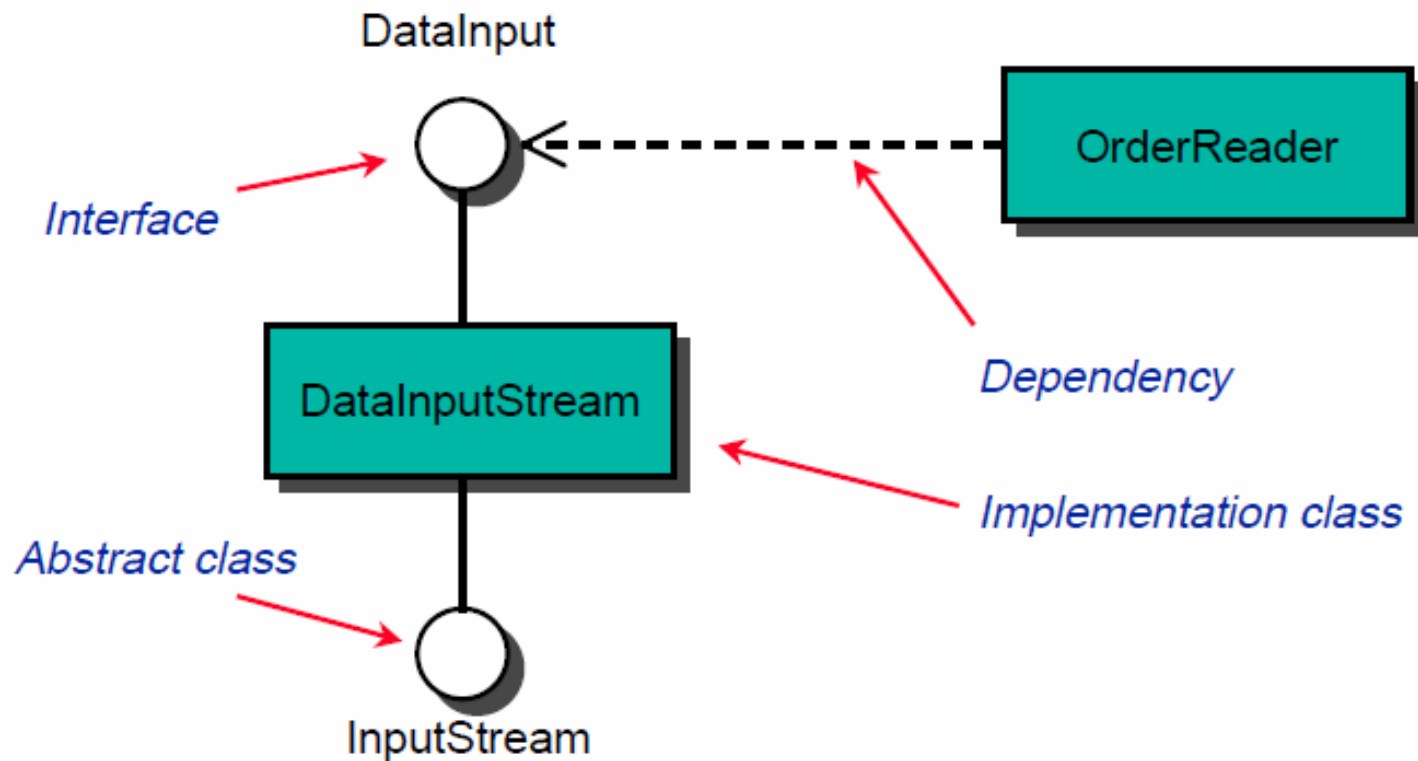 DataInput
OrderReader
Interface
Dependency
DataInputStream
Implementation class
Abstract class
InputStream